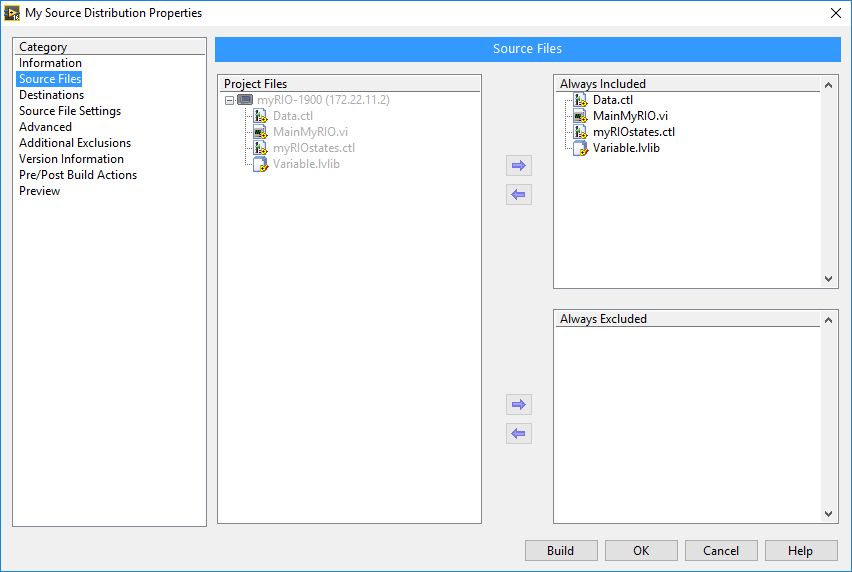 My Source Distribution Properties
Category
Information
Source Files
Destinations
Source File Settings
Advanced
Additional Exclusions
Version Information
Pre/Post Build Actions
Preview
Source Files
Project Files
myRIO-1900 (172.22.11.2)
Data.ctl
MainMyRIO.vi
myRIOstates.ctl
Variable.lvlib
Always Included
Data.ctl
MainMyRIO.vi
myRIOstates.ctl
Variable.lvlib
Always Excluded
Build
OK
Cancel
Help